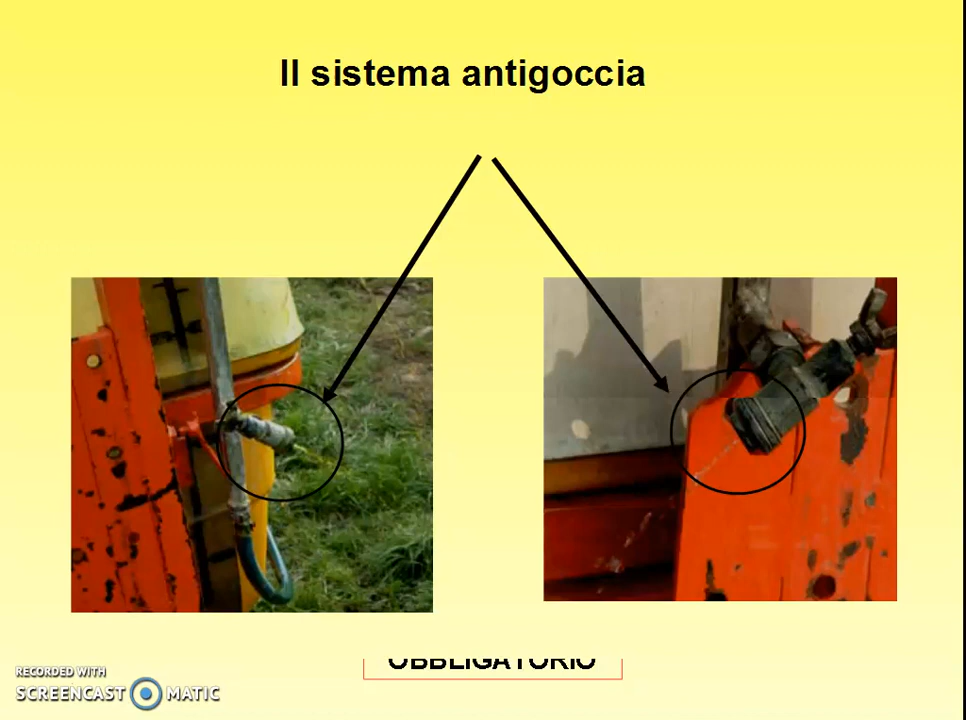 Il sistema antigoccia
OBBLIGATORIO
RECORDED WITH
SCREENCAST MATIC